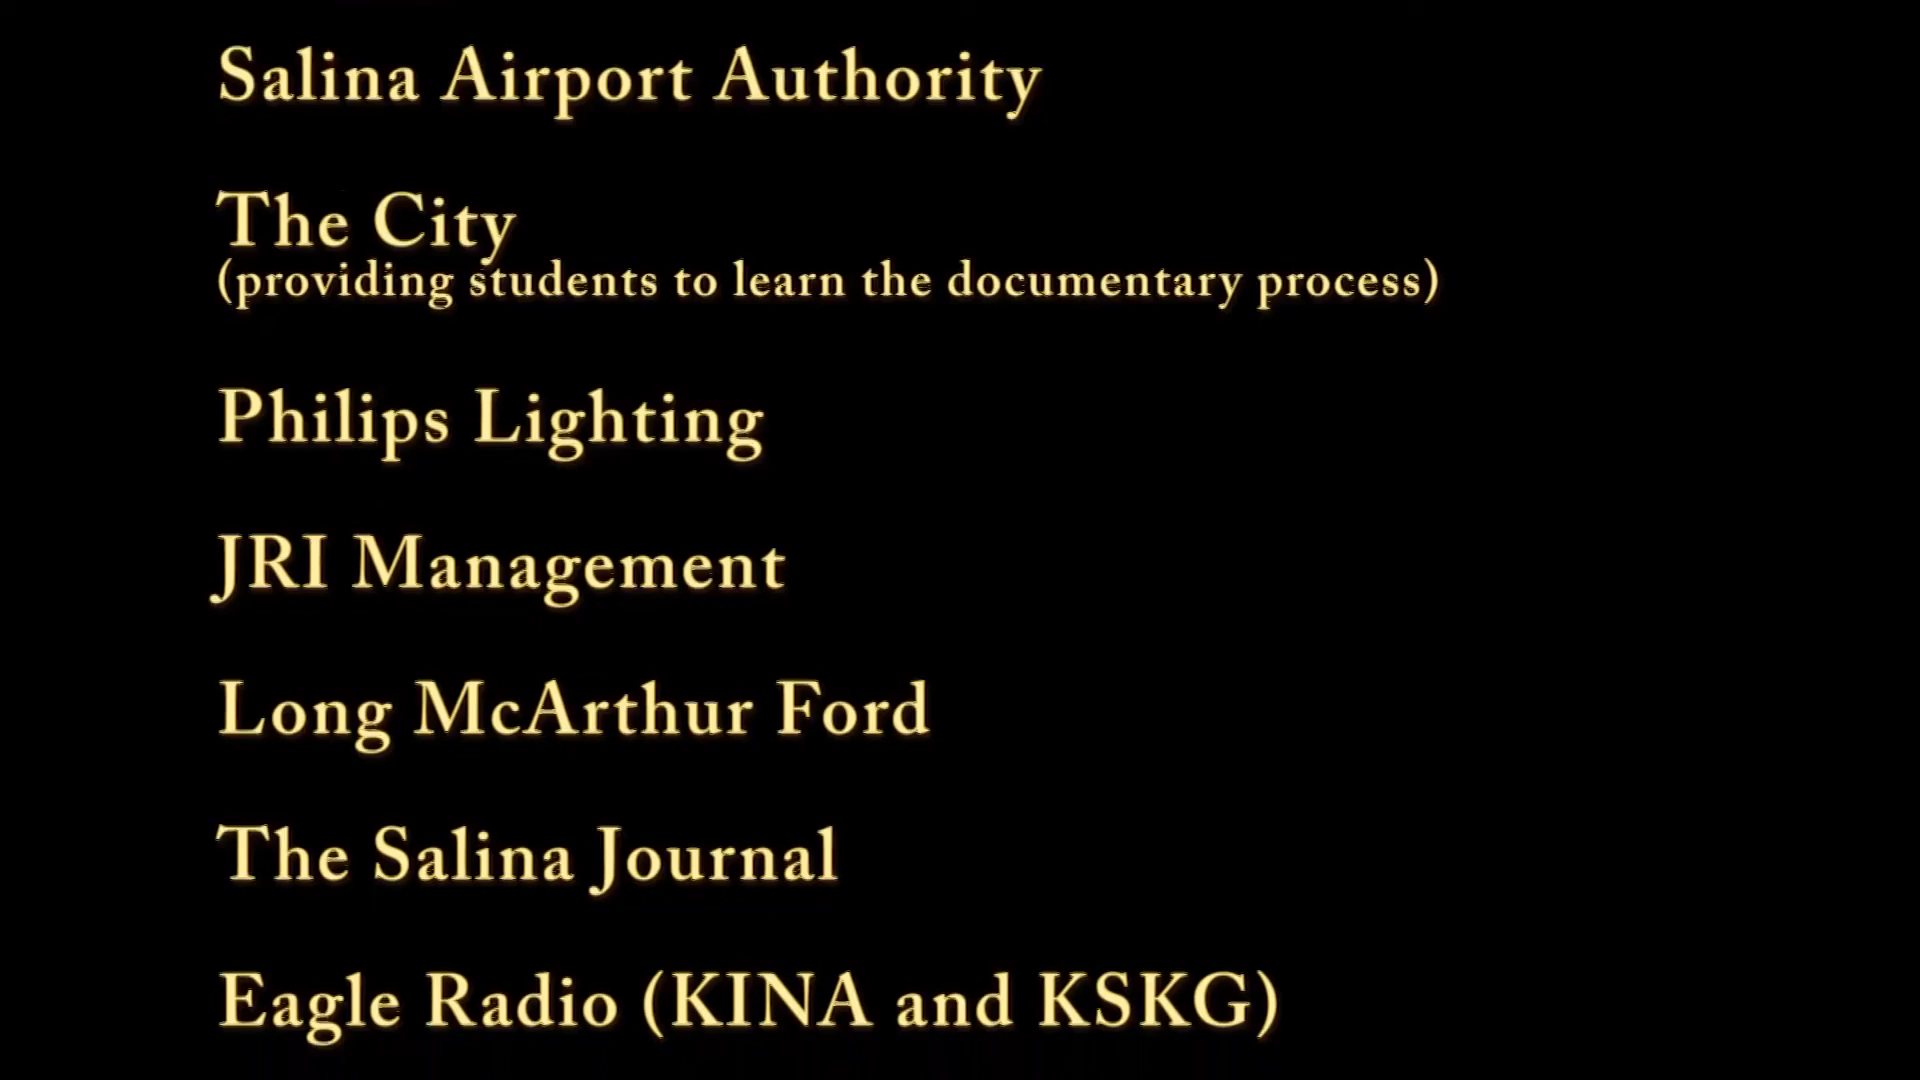 Salina Airport Authority
The City
(providing students to learn the documentary process)
Philips Lighting
JRI Management
Long McArthur Ford
The Salina Journal
Eagle Radio (KINA and KSKG)